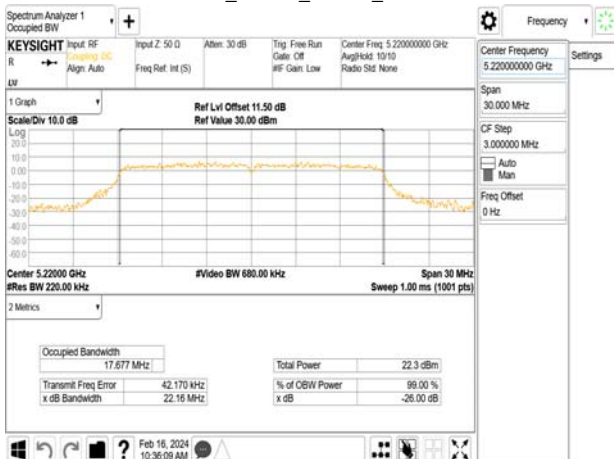 Spectrum Analyzer 1
Occupied BW
Frequency
KEYSIGHT
R
Input: RF
Coupling: DC
Align: Auto
Input Z: 50 Ω
Freq Ref: Int (S)
Atten: 30 dB
Trig: Free Run
Gate: Off
#IF Gain: Low
Center Freq: 5.220000000 GHz
Avg|Hold: 10/10
Radio Std: None
Center Frequency
5.220000000 GHz
Settings
Span
30.000 MHz
CF Step
3.000000 MHz
Auto
Man
Freq Offset
0 Hz
1 Graph
Scale/Div 10.0 dB
Ref Lvl Offset 11.50 dB
Ref Value 30.00 dBm
Log
20.0
10.0
0.00
-10.0
-20.0
-30.0
-40.0
-50.0
-60.0
Center 5.22000 GHz
#Video BW 680.00 kHz
Span 30 MHz
#Res BW 220.00 kHz
Sweep 1.00 ms (1001 pts)
2 Metrics
Occupied Bandwidth
17.677 MHz
Total Power 22.3 dBm
Transmit Freq Error 42.170 kHz
% of OBW Power 99.00 %
x dB Bandwidth 22.16 MHz
x dB -26.00 dB
?
Feb 16, 2024
10:36:09 AM